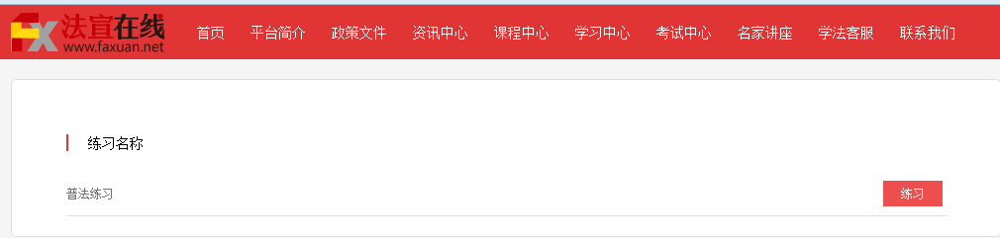 法宣在线
www.faxuan.net
首页 平台简介 政策文件 资讯中心 课程中心 学习中心 考试中心 名家讲座 学法客服 联系我们
练习名称
普法练习 练习